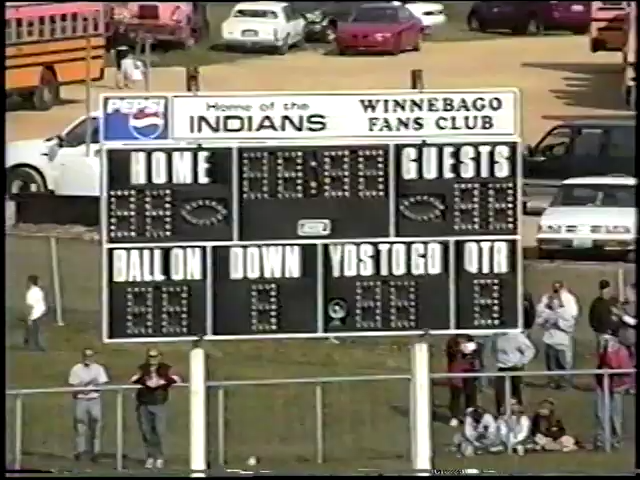 PEPSI
Home of the
INDIANS
WINNEBAGO
FANS CLUB
HOME
GUESTS
BALL ON
DOWN
YDS TO GO
QTR